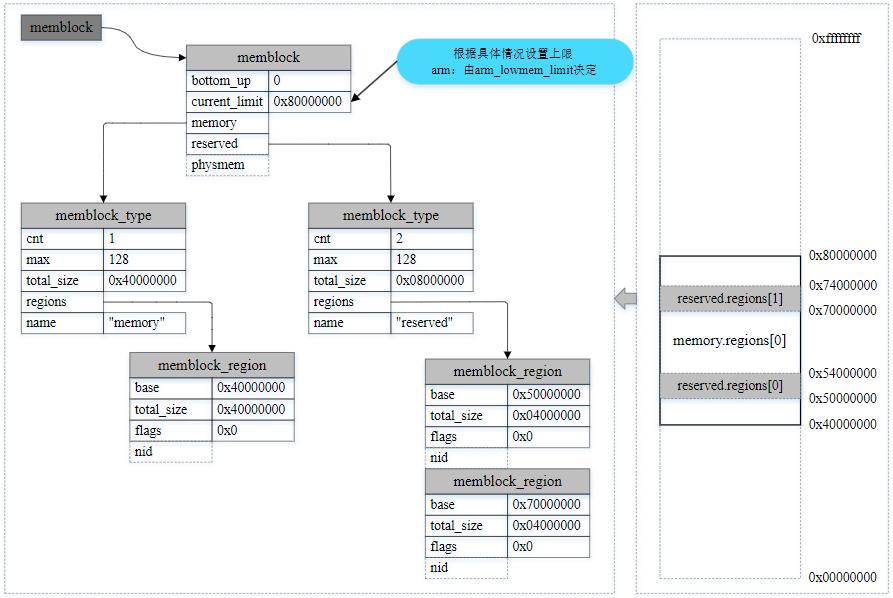 memblock
memblock
bottom_up 0
current_limit 0x80000000
memory
reserved
physmem
根据具体情况设置上限
arm：由arm_lowmem_limit决定
memblock_type
cnt 1
max 128
total_size 0x40000000
regions
name "memory"
memblock_region
base 0x40000000
total_size 0x40000000
flags 0x0
nid
memblock_type
cnt 2
max 128
total_size 0x08000000
regions
name "reserved"
memblock_region
base 0x50000000
total_size 0x04000000
flags 0x0
nid
memblock_region
base 0x70000000
total_size 0x04000000
flags 0x0
nid
0xffffffff
0x80000000
0x74000000
reserved.regions[1]
0x70000000
memory.regions[0]
0x54000000
reserved.regions[0]
0x50000000
0x40000000
0x00000000